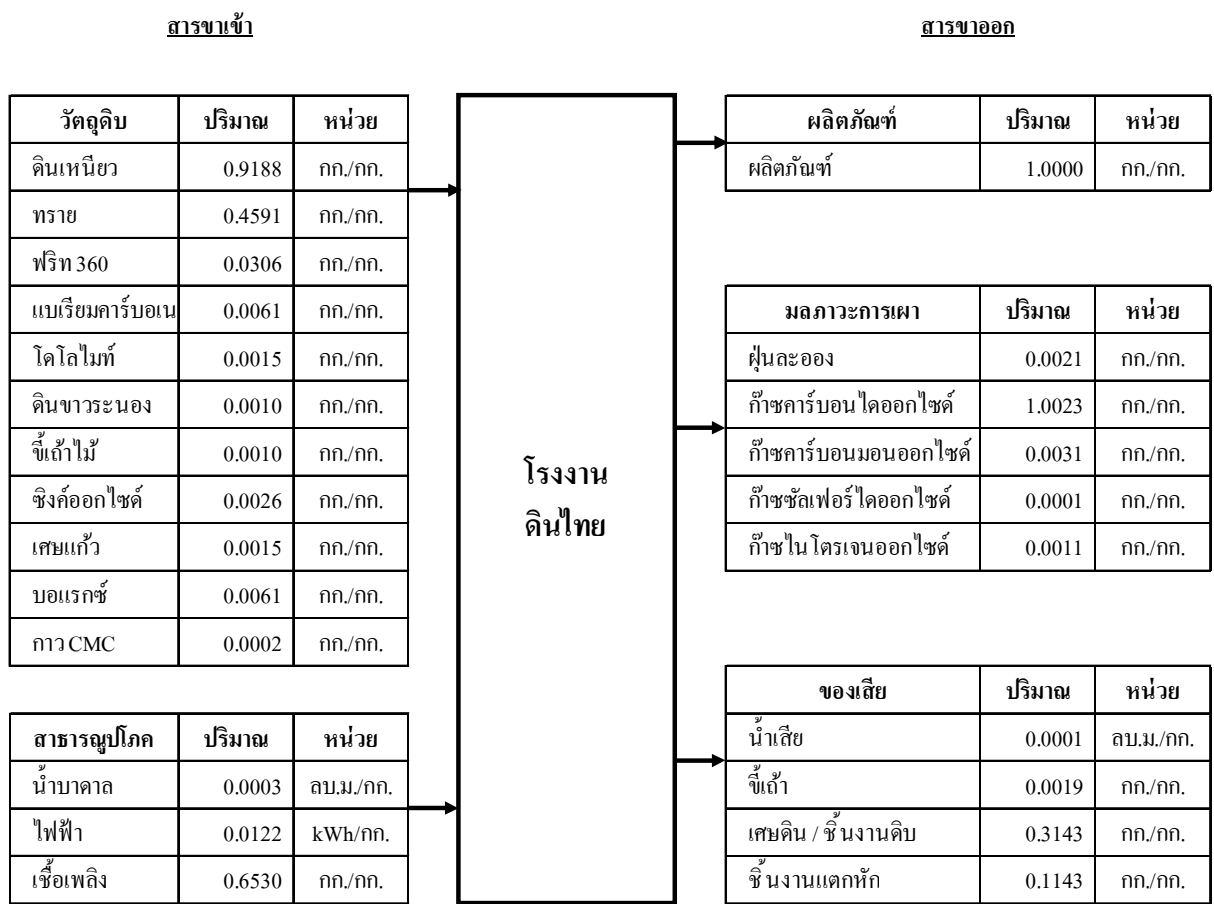 สารขาเข้า
สารขาออก
วัตถุดิบ ปริมาณ หน่วย
ดินเหนียว 0.9188 กก./กก.
ทราย 0.4591 กก./กก.
ฟริท 360 0.0306 กก./กก.
แบเรียมคาร์บอเน 0.0061 กก./กก.
โดโลไมท์ 0.0015 กก./กก.
ดินขาวระนอง 0.0010 กก./กก.
ขี้เถ้าไม้ 0.0010 กก./กก.
ซิงค์ออกไซด์ 0.0026 กก./กก.
เศษแก้ว 0.0015 กก./กก.
บอแรกซ์ 0.0061 กก./กก.
กาว CMC 0.0002 กก./กก.
สาธารณูปโภค ปริมาณ หน่วย
น้ำบาดาล 0.0003 ลบ.ม./กก.
ไฟฟ้า 0.0122 kWh/กก.
เชื้อเพลิง 0.6530 กก./กก.
โรงงาน
ดินไทย
ผลิตภัณฑ์ ปริมาณ หน่วย
ผลิตภัณฑ์ 1.0000 กก./กก.
มลภาวะการเผา ปริมาณ หน่วย
ฝุ่นละออง 0.0021 กก./กก.
ก๊าซคาร์บอนไดออกไซด์ 1.0023 กก./กก.
ก๊าซคาร์บอนมอนออกไซด์ 0.0031 กก./กก.
ก๊าซซัลเฟอร์ไดออกไซด์ 0.0001 กก./กก.
ก๊าซไนโตรเจนออกไซด์ 0.0011 กก./กก.
ของเสีย ปริมาณ หน่วย
น้ำเสีย 0.0001 ลบ.ม./กก.
ขี้เถ้า 0.0019 กก./กก.
เศษดิน / ชิ้นงานดิบ 0.3143 กก./กก.
ชิ้นงานแตกหัก 0.1143 กก./กก.